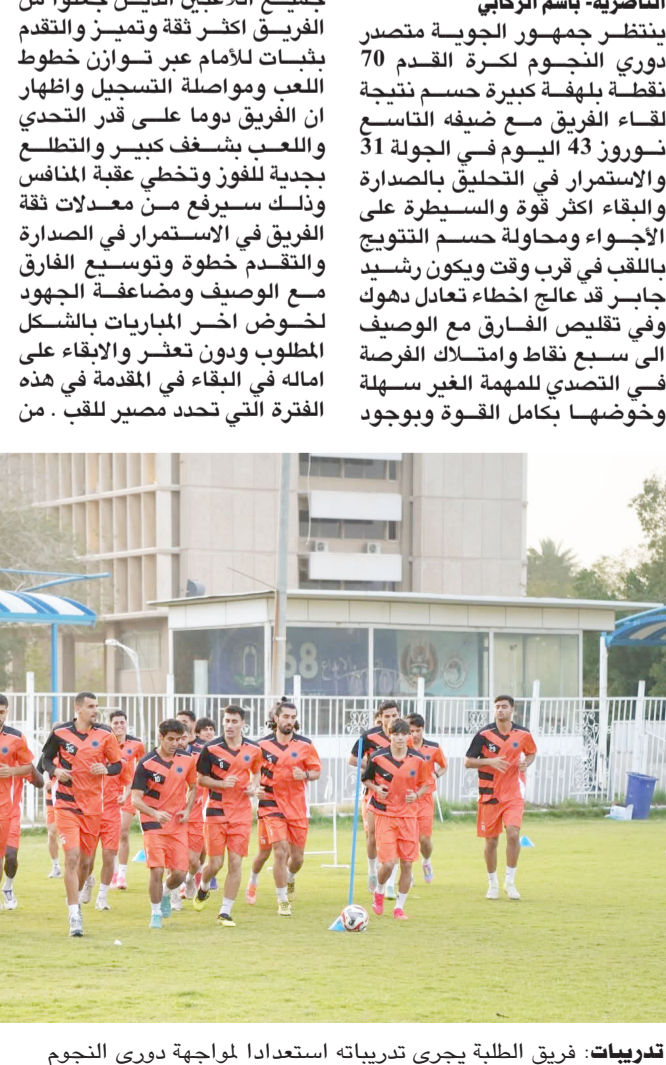 الناصرية- باسم الركابي
ينتظر جمهور الجوية متصدر
دوري النجوم لكرة القدم 70
نقطة بلهفة كبيرة حسم نتيجة
لقاء الفريق مع ضيفه التاسع
نوروز 43 اليوم في الجولة 31
والاستمرار في التحليق بالصدارة
والبقاء اكثر قوة والسيطرة على
الأجواء ومحاولة حسم التتويج
باللقب في قرب وقت ويكون رشيد
جابر قد عالج اخطاء تعادل دهوك
وفي تقليص الفارق مع الوصيف
الى سبع نقاط وامتلاك الفرصة
في التصدي للمهمة الغير سهلة
وخوضها بكامل القوة وبوجود
جميع اللاعبين الذين جعلوا من
الفريق اكثر ثقة وتميز والتقدم
بثبات للأمام عبر توازن خطوط
اللعب ومواصلة التسجيل واظهار
ان الفريق دوما على قدر التحدي
واللعب بشغف كبير والتطلع
بجدية للفوز وتخطي عقبة المنافس
وذلك سيرفع من معدلات ثقة
الفريق في الاستمرار في الصدارة
والتقدم خطوة وتوسيع الفارق
مع الوصيف ومضاعفة الجهود
لخوض اخر المباريات بالشكل
المطلوب ودون تعثر والابقاء على
اماله في البقاء في المقدمة في هذه
الفترة التي تحدد مصير للقب . من
68
تدريبات: فريق الطلبة يجري تدريباته استعدادا لمواجهة دوري النجوم